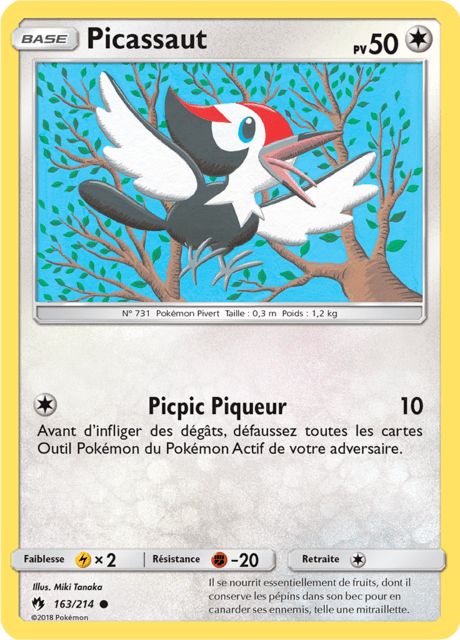 BASE Picassaut PV 50
N° 731 Pokémon Pivert Taille : 0,3 m Poids : 1,2 kg
Picpic Piqueur 10
Avant d'infliger des dégâts, défaussez toutes les cartes
Outil Pokémon du Pokémon Actif de votre adversaire.
Faiblesse × 2 Résistance -20 Retraite
Illus. Miki Tanaka
163/214
©2018 Pokémon
Il se nourrit essentiellement de fruits, dont il
conserve les pépins dans son bec pour en
canarder ses ennemis, telle une mitraillette.